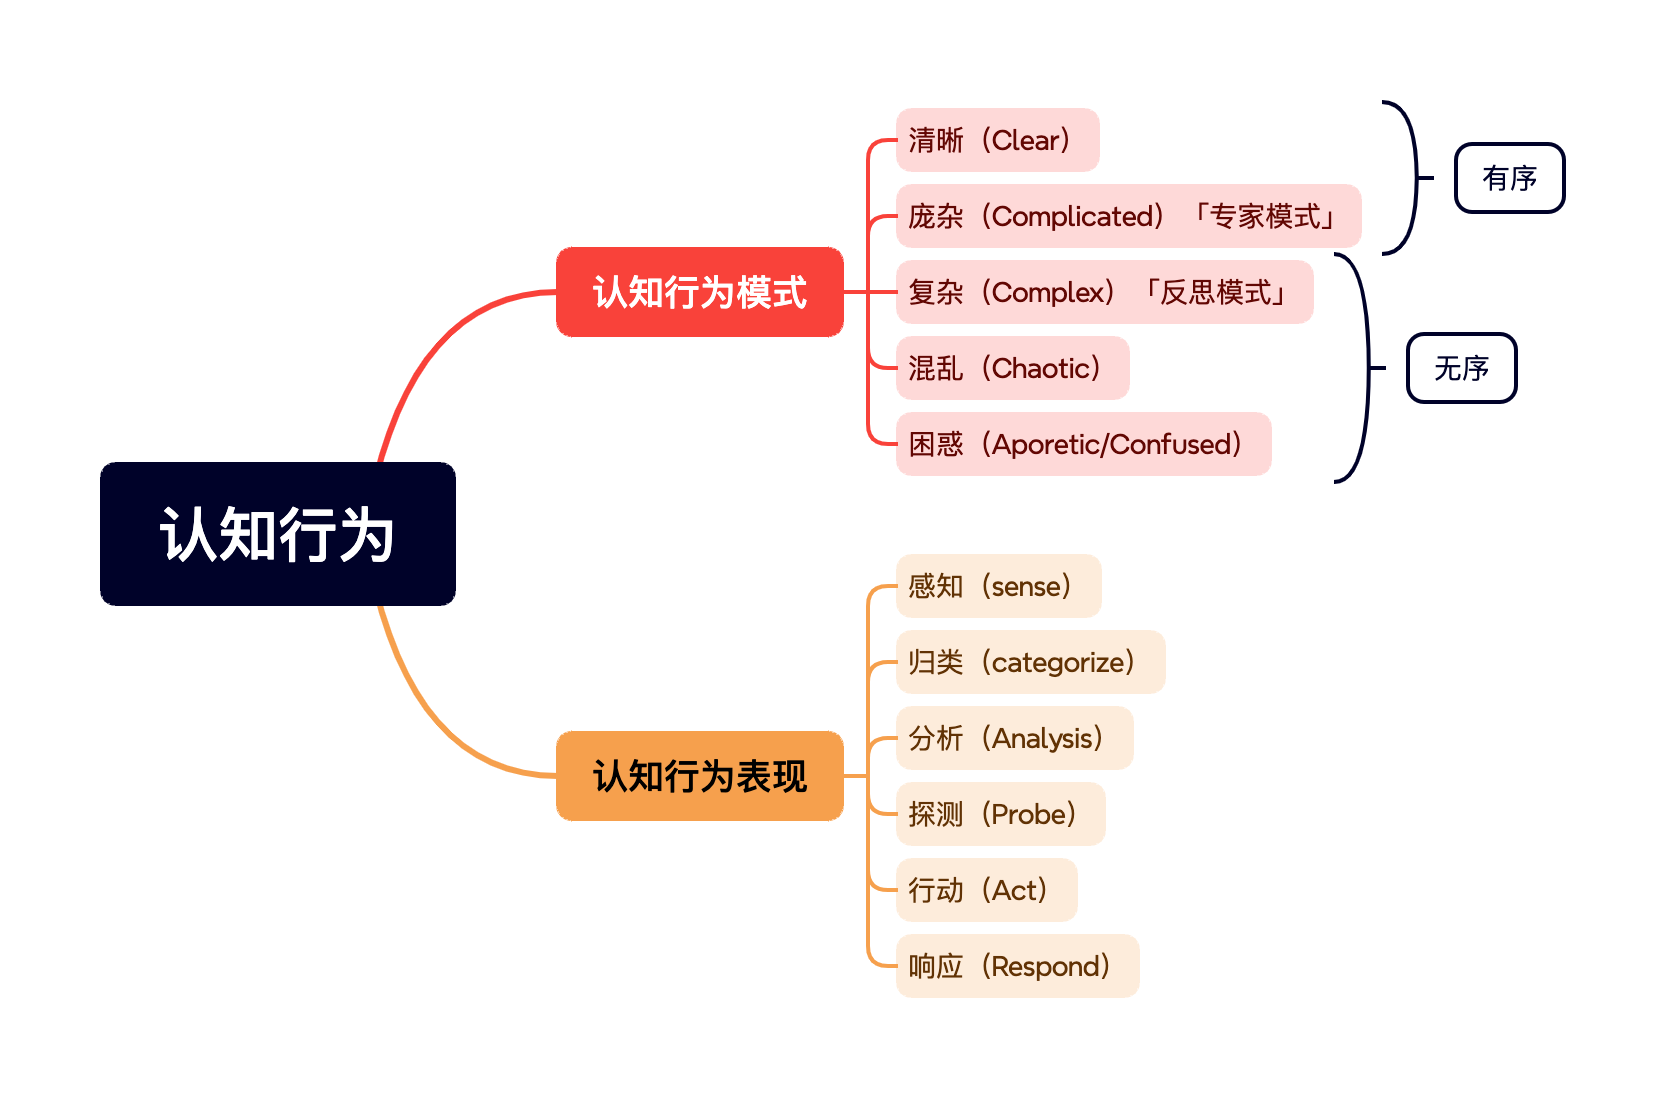 认知行为
认知行为模式
清晰（Clear）
庞杂（Complicated）「专家模式」
复杂（Complex）「反思模式」
混乱（Chaotic）
困惑（Aporetic/Confused）
有序
无序
认知行为表现
感知（sense）
归类（categorize）
分析（Analysis）
探测（Probe）
行动（Act）
响应（Respond）